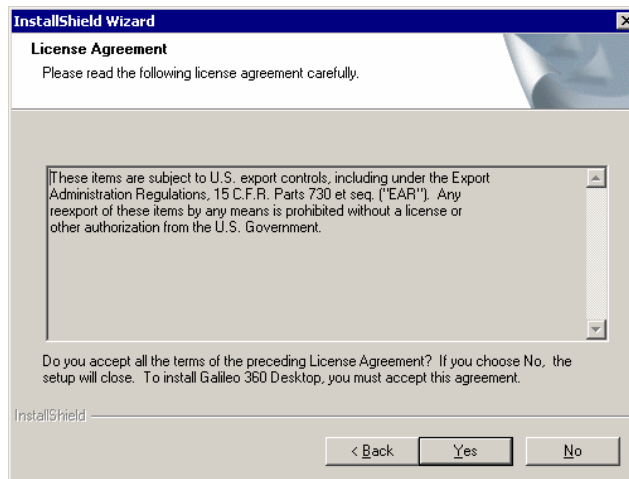 InstallShield Wizard
License Agreement
Please read the following license agreement carefully.
These items are subject to U.S. export controls, including under the Export
Administration Regulations, 15 C.F.R. Parts 730 et seq. ("EAR"). Any
reexport of these items by any means is prohibited without a license or
other authorization from the U.S. Government.
Do you accept all the terms of the preceding License Agreement? If you choose No, the
setup will close. To install Galileo 360 Desktop, you must accept this agreement.
InstallShield
< Back Yes No